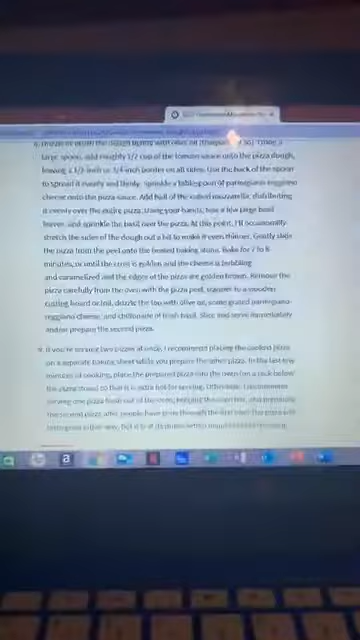 8. Drizzle or brush the dough lightly with olive oil
large spoon, add roughly 1/2 cup of the tomato sauce onto the pizza dough,
leaving a 1/2-inch or 3/4-inch border on all sides. Use the back of the spoon
to spread it evenly and thinly. Sprinkle a tablespoon of parmigiano reggiano
cheese onto the pizza sauce. Add half of the cubed mozzarella, distributing
it evenly over the entire pizza. Using your hands, tear a few large basil
leaves, and sprinkle the basil over the pizza. At this point, I'll occasionally
stretch the sides of the dough out a bit to make it even thinner. Gently slide
the pizza from the peel onto the heated baking stone. Bake for 7 to 8
minutes, or until the crust is golden and the cheese is bubbling
and caramelized and the edges of the pizza are golden brown. Remove the
pizza carefully from the oven with the pizza peel, transfer to a wooden
cutting board or foil, drizzle the top with olive oil, some grated parmigiano-
reggiano cheese, and chiffonade of fresh basil. Slice and serve immediately
and/or prepare the second pizza.
9. If you're serving two pizzas at once, I recommend placing the cooked pizza
on a separate baking sheet while you prepare the other pizza. In the last few
minutes of cooking, place the prepared pizza into the oven (on a rack below
the pizza stone) so that it is extra hot for serving. Otherwise, I recommend
serving one pizza fresh out of the oven, keeping the oven hot, and preparing
the second pizza after people have gone through the first one! The pizza will